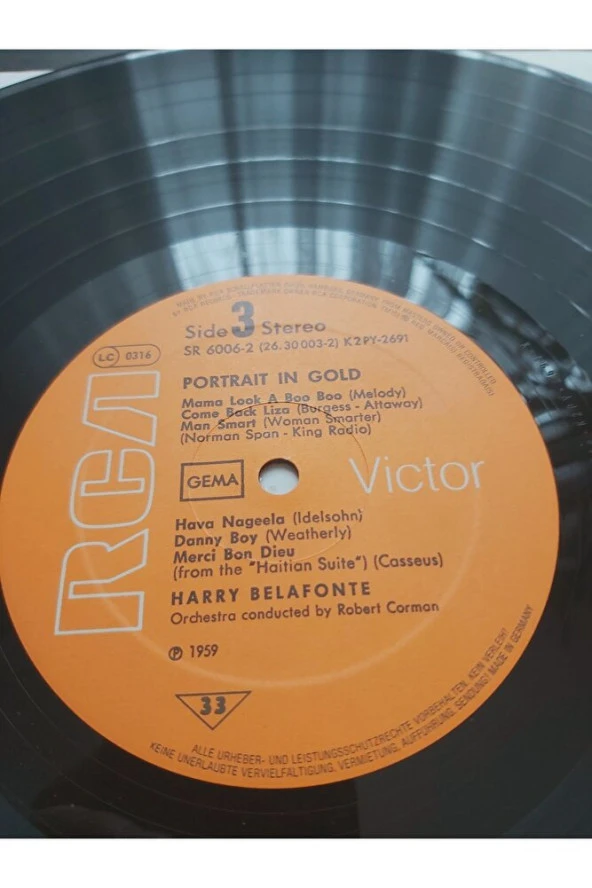 Side 3 Stereo
SR 6006-2 (26.30 003-2) K2PY-2691
LC 0316
PORTRAIT IN GOLD
Mama Look A Boo Boo (Melody)
Come Back Liza (Burgess - Attaway)
Man Smart (Woman Smarter)
(Norman Span - King Radio)
RCA
GEMA
Victor
Hava Nageela (Idelsohn)
Danny Boy (Weatherly)
Merci Bon Dieu
(from the "Haitian Suite") (Casseus)
HARRY BELAFONTE
Orchestra conducted by Robert Corman
℗ 1959
33
ALLE URHEBER- UND LEISTUNGSSCHUTZRECHTE VORBEHALTEN. KEIN VERLEIH!
KEINE UNERLAUBTE VERVIELFÄLTIGUNG, VERMIETUNG, AUFFÜHRUNG, SENDUNG! MADE IN GERMANY